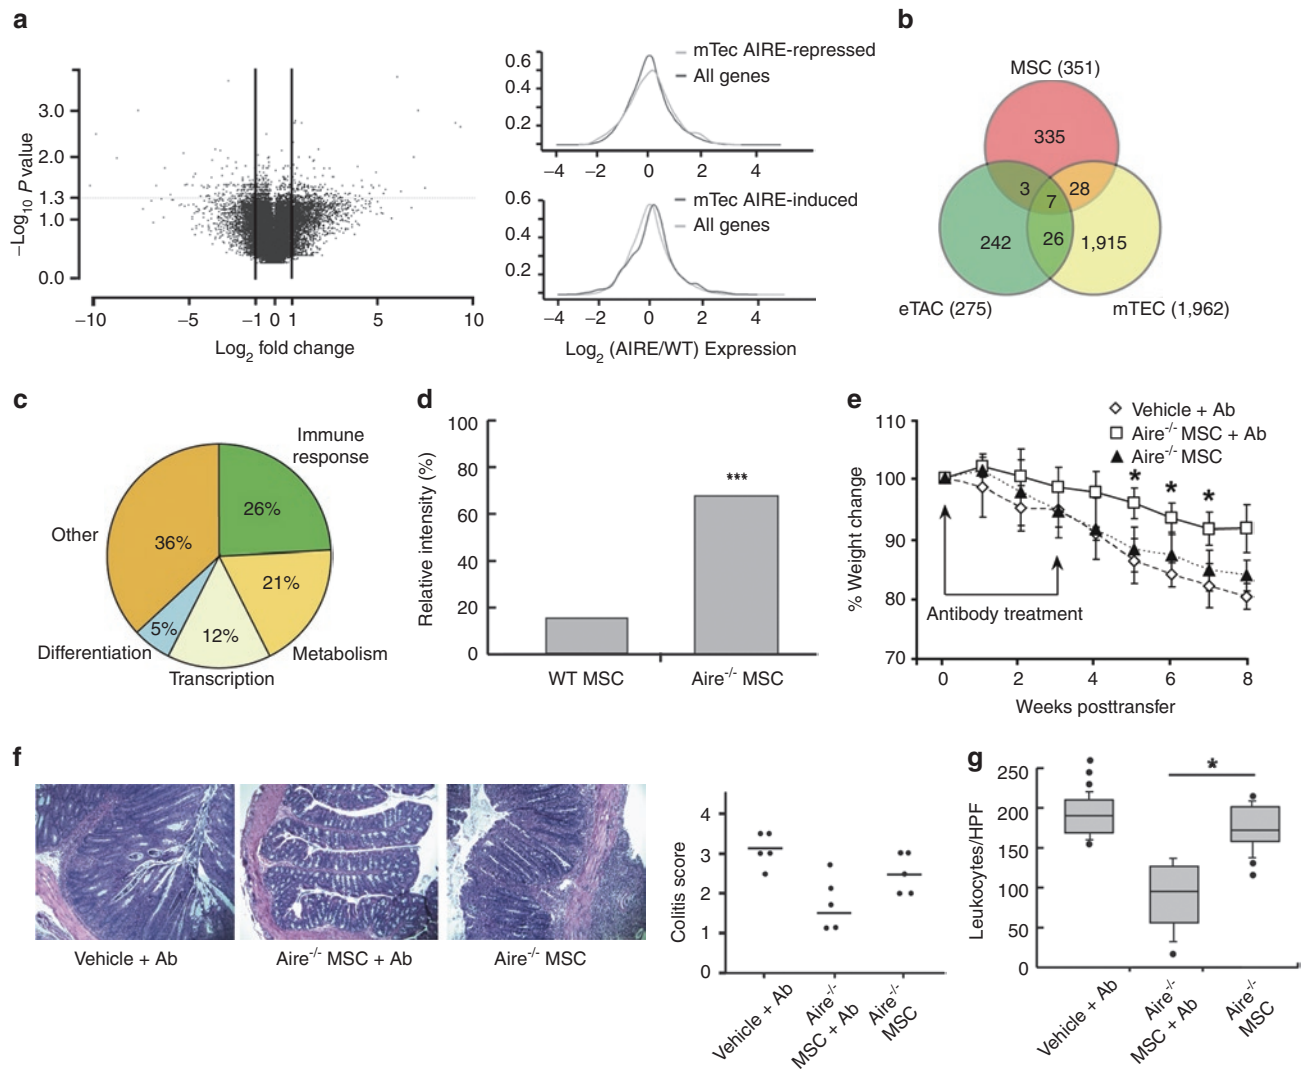 a
3.0
2.0
1.3
1.0
0.0
−Log10 P value
−10 −5 −1 0 1 5 10
Log2 fold change
mTec AIRE-repressed
All genes
0.6
0.4
0.2
−4 −2 0 2 4
mTec AIRE-induced
All genes
0.6
0.4
0.2
−4 −2 0 2 4
Log2 (AIRE/WT) Expression
b
MSC (351)
335
3
7
28
242
26
1,915
eTAC (275)
mTEC (1,962)
c
Immune
response
26%
Other
36%
21%
5%
12%
Differentiation
Metabolism
Transcription
d
100
80
60
40
20
0
Relative intensity (%)
***
WT MSC
Aire-/- MSC
e
Vehicle + Ab
Aire-/- MSC + Ab
Aire-/- MSC
110
100
90
80
70
% Weight change
* * *
Antibody treatment
0 2 4 6 8
Weeks posttransfer
f
Vehicle + Ab
Aire-/- MSC + Ab
Aire-/- MSC
4
3
2
1
0
Colitis score
Vehicle + Ab
Aire-/-
MSC + Ab
Aire-/-
MSC
g
250
200
150
100
50
0
Leukocytes/HPF
*
Vehicle + Ab
Aire-/-
MSC + Ab
Aire-/-
MSC